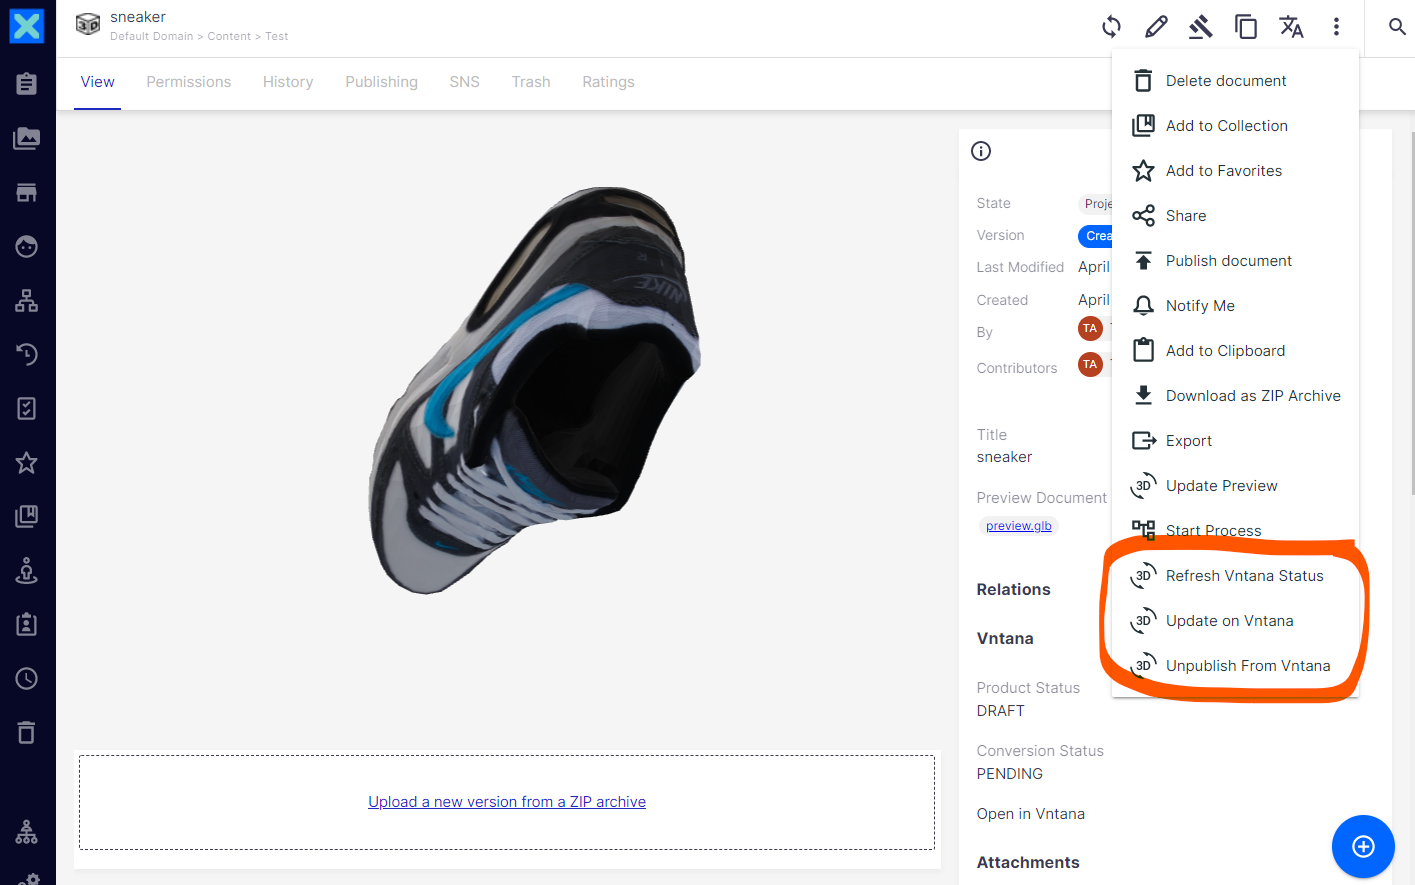 sneaker
Default Domain > Content > Test
View Permissions History Publishing SNS Trash Ratings
Delete document
Add to Collection
Add to Favorites
Share
Publish document
Notify Me
Add to Clipboard
Download as ZIP Archive
Export
Update Preview
Start Process
3D Refresh Vntana Status
3D Update on Vntana
3D Unpublish From Vntana
State
Version
Last Modified April
Created April
By TA
Contributors TA
Title
sneaker
Preview Document
preview.glb
Relations
Vntana
Product Status
DRAFT
Conversion Status
PENDING
Open in Vntana
Attachments
NIKE
Upload a new version from a ZIP archive